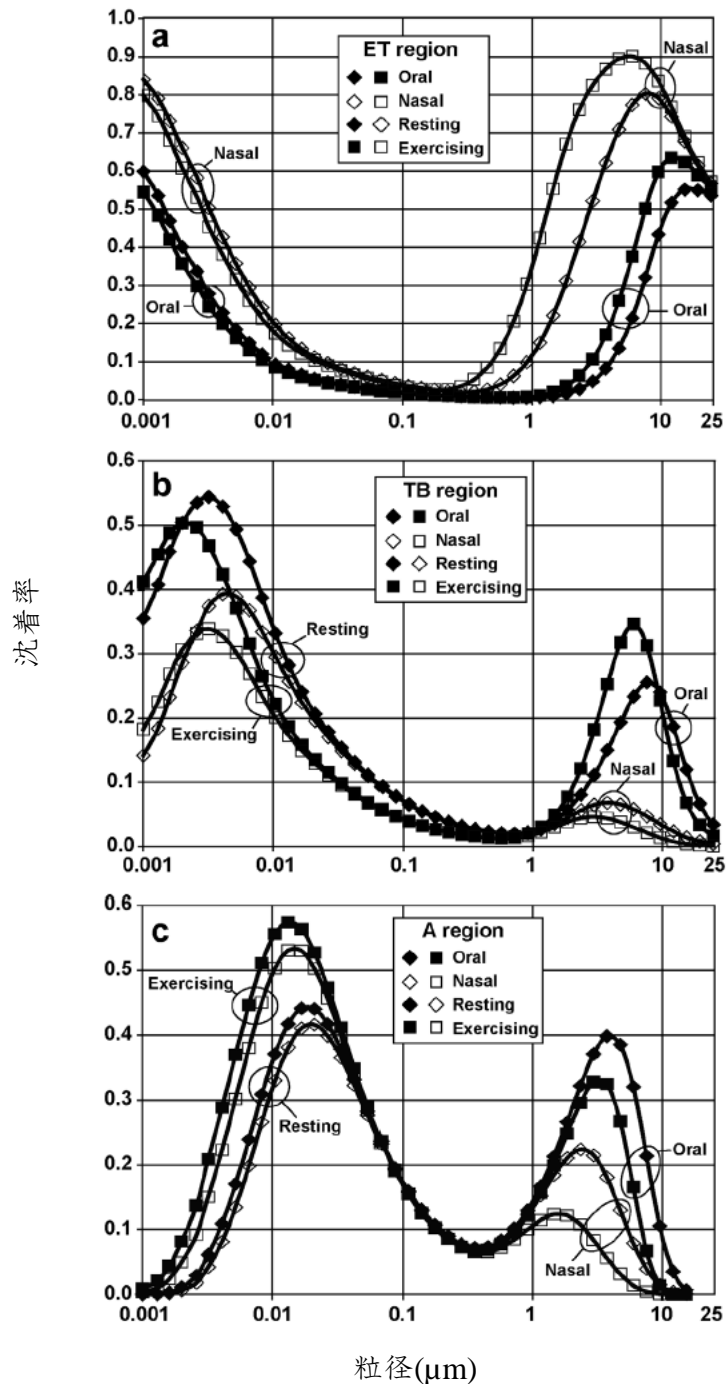 a
ET region
Oral
Nasal
Resting
Exercising
Nasal
Nasal
Oral
Oral
1.0
0.9
0.8
0.7
0.6
0.5
0.4
0.3
0.2
0.1
0.0
0.001
0.01
0.1
1
10
25
b
TB region
Oral
Nasal
Resting
Exercising
Resting
Exercising
Oral
Nasal
0.6
0.5
0.4
0.3
0.2
0.1
0.0
0.001
0.01
0.1
1
10
25
沈着率
c
A region
Oral
Nasal
Resting
Exercising
Exercising
Resting
Oral
Nasal
0.6
0.5
0.4
0.3
0.2
0.1
0.0
0.001
0.01
0.1
1
10
25
粒径(μm)